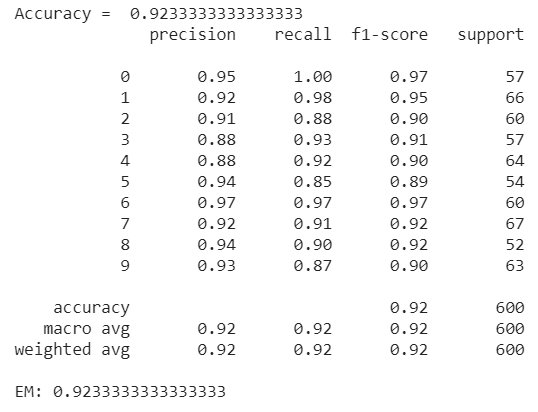 Accuracy =  0.9233333333333333
              precision    recall  f1-score   support

           0       0.95      1.00      0.97        57
           1       0.92      0.98      0.95        66
           2       0.91      0.88      0.90        60
           3       0.88      0.93      0.91        57
           4       0.88      0.92      0.90        64
           5       0.94      0.85      0.89        54
           6       0.97      0.97      0.97        60
           7       0.92      0.91      0.92        67
           8       0.94      0.90      0.92        52
           9       0.93      0.87      0.90        63

    accuracy                           0.92       600
   macro avg       0.92      0.92      0.92       600
weighted avg       0.92      0.92      0.92       600

EM: 0.9233333333333333